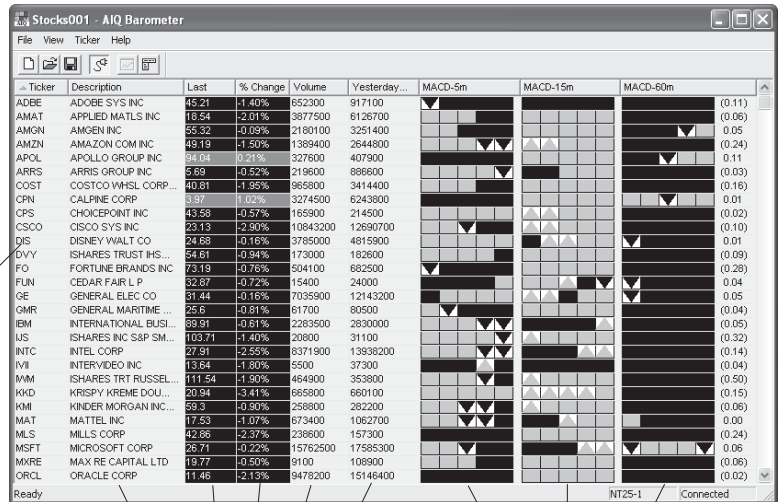 Stocks001 - AIQ Barometer
File View Ticker Help
Ticker Description Last % Change Volume Yesterday... MACD-5m MACD-15m MACD-60m
ADBE ADOBE SYS INC 45.21 -1.40% 652300 917100 (0.11)
AMAT APPLIED MATLS INC 18.54 -2.01% 3877500 6126700 (0.06)
AMGN AMGEN INC 55.32 -0.09% 2180100 3251400 0.05
AMZN AMAZON COM INC 49.19 -1.50% 1389400 2644800 (0.24)
APOL APOLLO GROUP INC 94.04 0.21% 327600 407900 0.11
ARRS ARRIS GROUP INC 5.69 -0.52% 219600 886600 (0.03)
COST COSTCO WHSL CORP... 40.81 -1.95% 965800 3414400 (0.16)
CPN CALPINE CORP 3.97 1.02% 3274500 6243800 0.01
CPS CHOICEPOINT INC 43.58 -0.57% 165900 214500 (0.02)
CSCO CISCO SYS INC 23.13 -2.90% 10843200 12690700 (0.10)
DIS DISNEY WALT CO 24.68 -0.16% 3785000 4815900 0.01
DVY ISHARES TRUST IHS... 54.61 -0.94% 173000 182600 (0.09)
FO FORTUNE BRANDS INC 73.19 -0.76% 504100 682500 (0.28)
FUN CEDAR FAIR L P 32.87 -0.72% 15400 24000 0.04
GE GENERAL ELEC CO 31.44 -0.16% 7035900 12143200 0.05
GMR GENERAL MARITIME ... 25.6 -0.81% 61700 80500 (0.04)
IBM INTERNATIONAL BUSI... 89.91 -0.61% 2283500 2830000 (0.05)
IJS ISHARES INC S&P SM... 103.71 -1.40% 20800 31100 (0.32)
INTC INTEL CORP 27.91 -2.55% 8371900 13938200 (0.14)
IVII INTERVIDEO INC 13.64 -1.80% 5500 37300 (0.04)
IWM ISHARES TRT RUSSEL... 111.54 -1.90% 464900 353800 (0.50)
KKD KRISPY KREME DOU... 20.94 -3.41% 665800 660100 (0.15)
KMI KINDER MORGAN INC... 59.3 -0.90% 258800 282200 (0.06)
MAT MATTEL INC 17.53 -1.07% 673400 1062700 0.00
MLS MILLS CORP 42.86 -2.37% 238600 157300 (0.24)
MSFT MICROSOFT CORP 26.71 -0.22% 15762500 17585300 0.06
MXRE MAX RE CAPITAL LTD 19.77 -0.50% 9100 108900 (0.06)
ORCL ORACLE CORP 11.46 -2.13% 9478200 15146400 (0.02)
Ready NT25-1 Connected